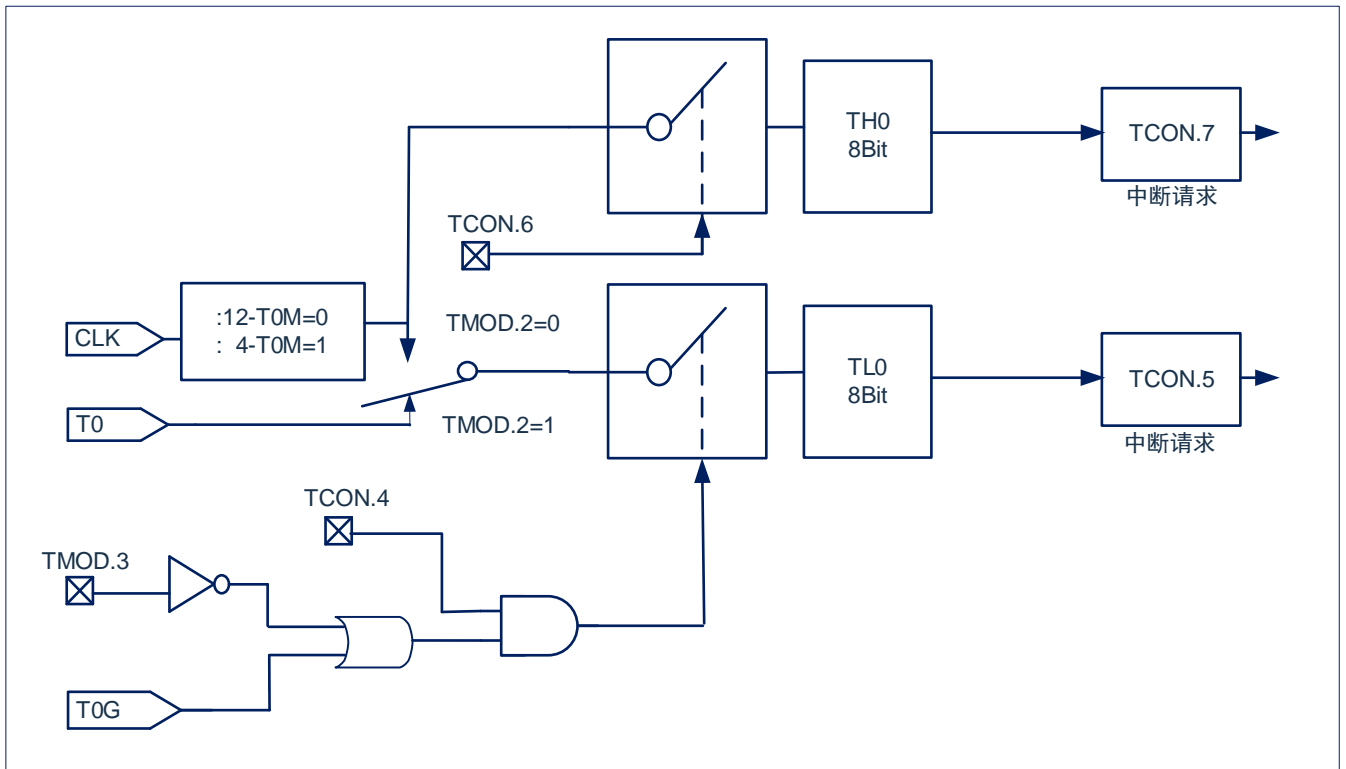 TH0
8Bit
TCON.7
中断请求
TCON.6
CLK
:12-T0M=0
: 4-T0M=1
TMOD.2=0
TL0
8Bit
TCON.5
中断请求
T0
TMOD.2=1
TCON.4
TMOD.3
T0G